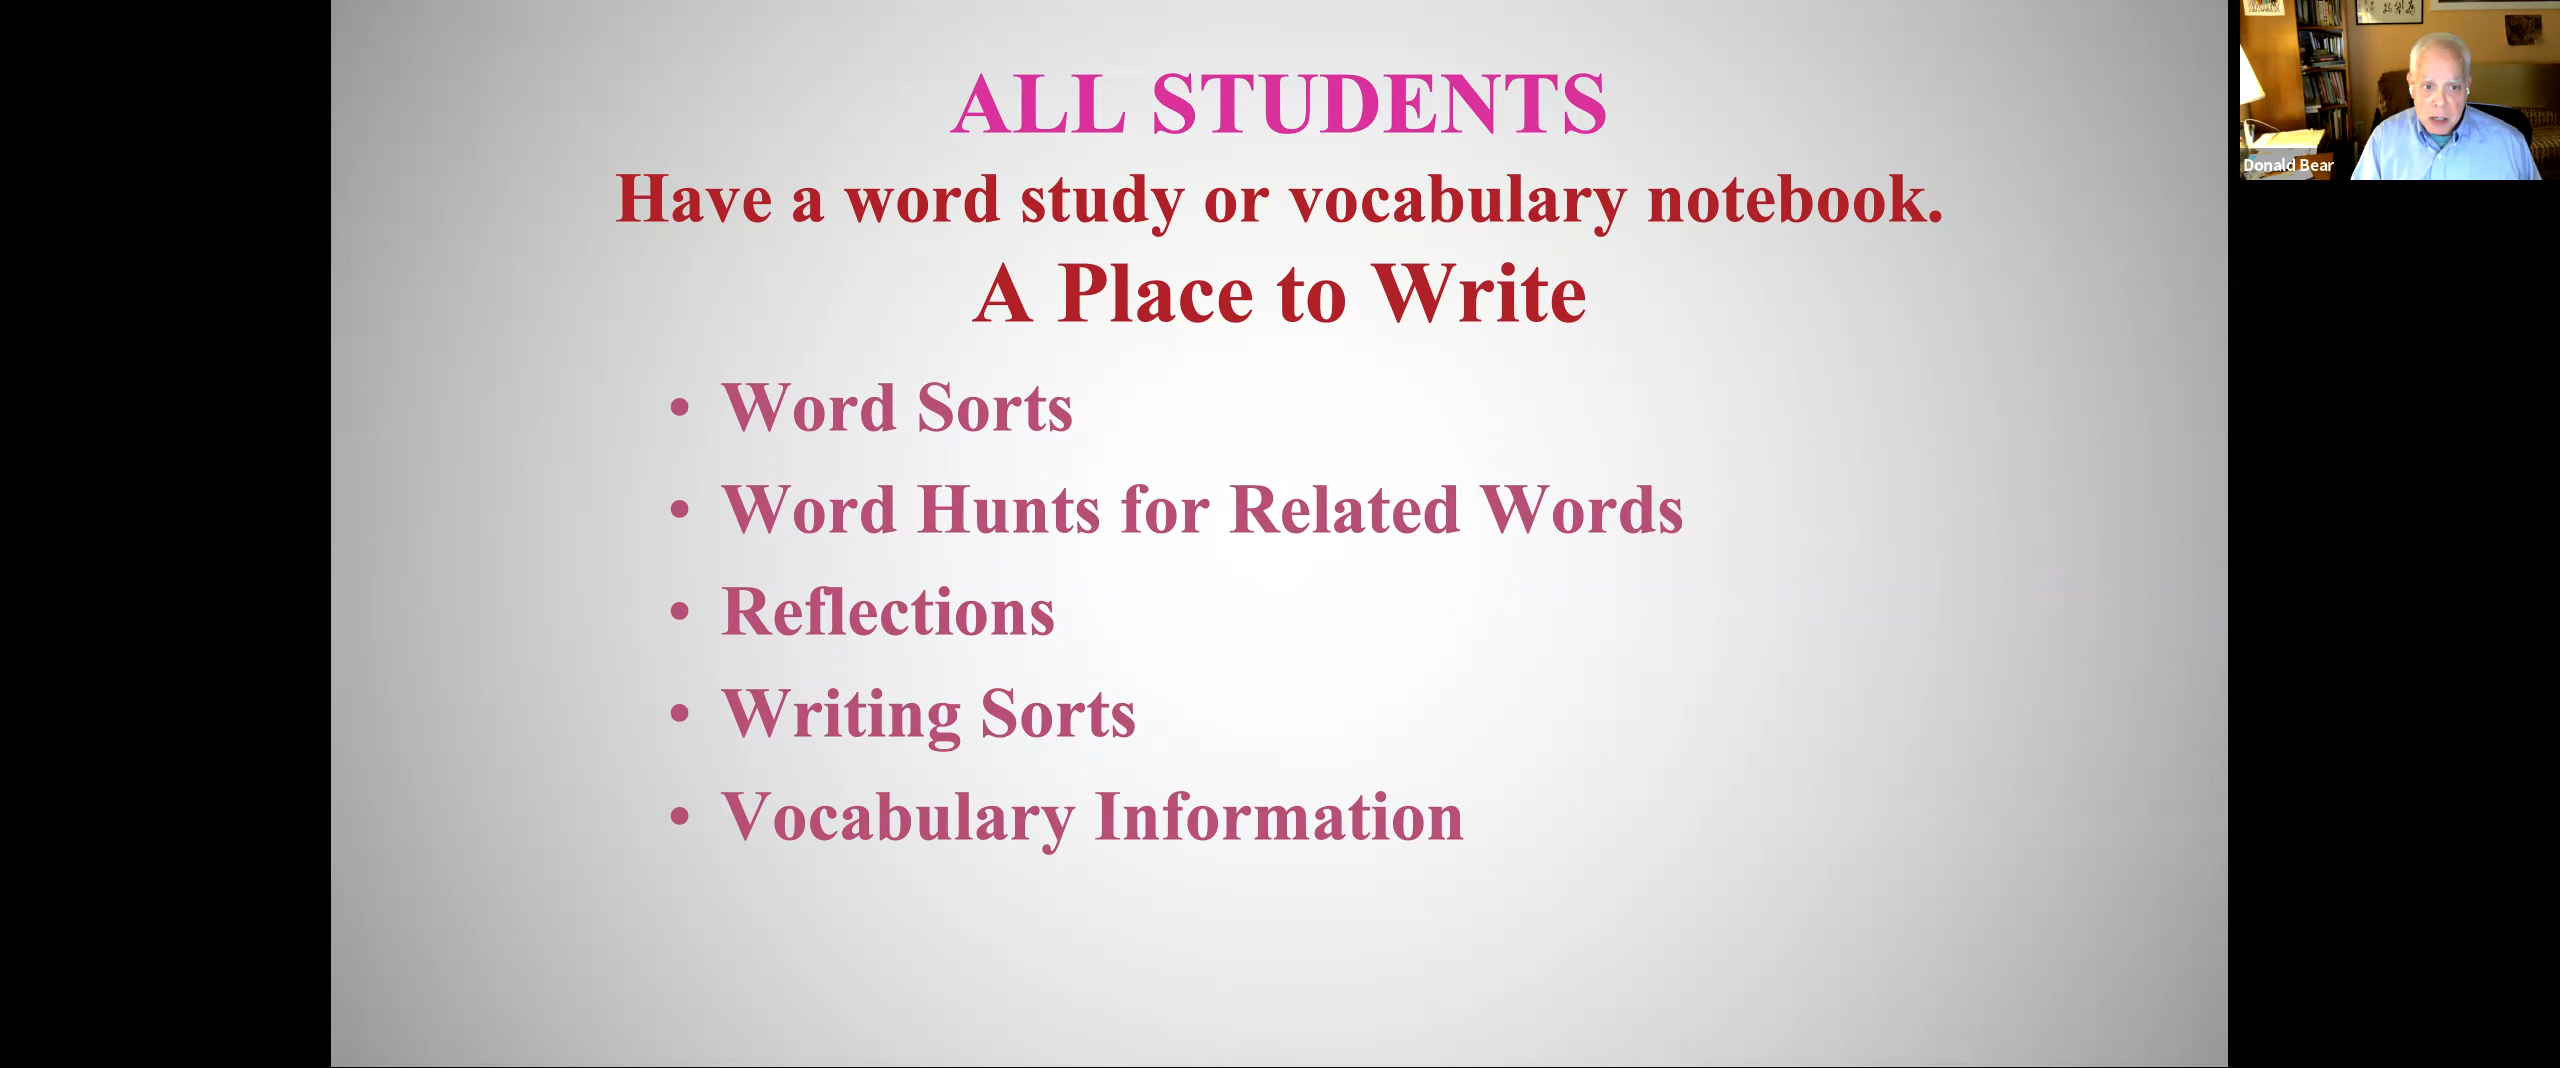 ALL STUDENTS
Have a word study or vocabulary notebook.
A Place to Write
• Word Sorts
• Word Hunts for Related Words
• Reflections
• Writing Sorts
• Vocabulary Information
Donald Bear